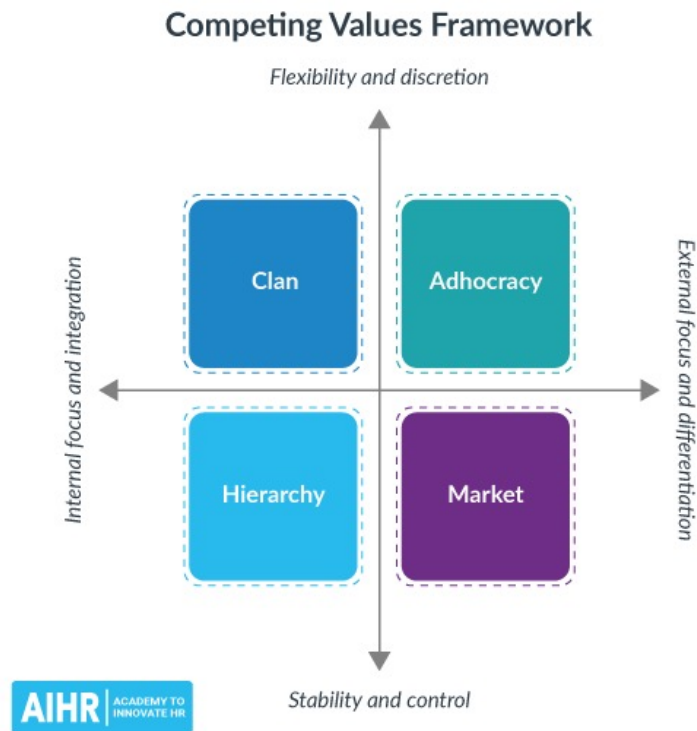 Competing Values Framework
Flexibility and discretion
Internal focus and integration
External focus and differentiation
Clan
Adhocracy
Hierarchy
Market
Stability and control
AIHR
ACADEMY TO
INNOVATE HR